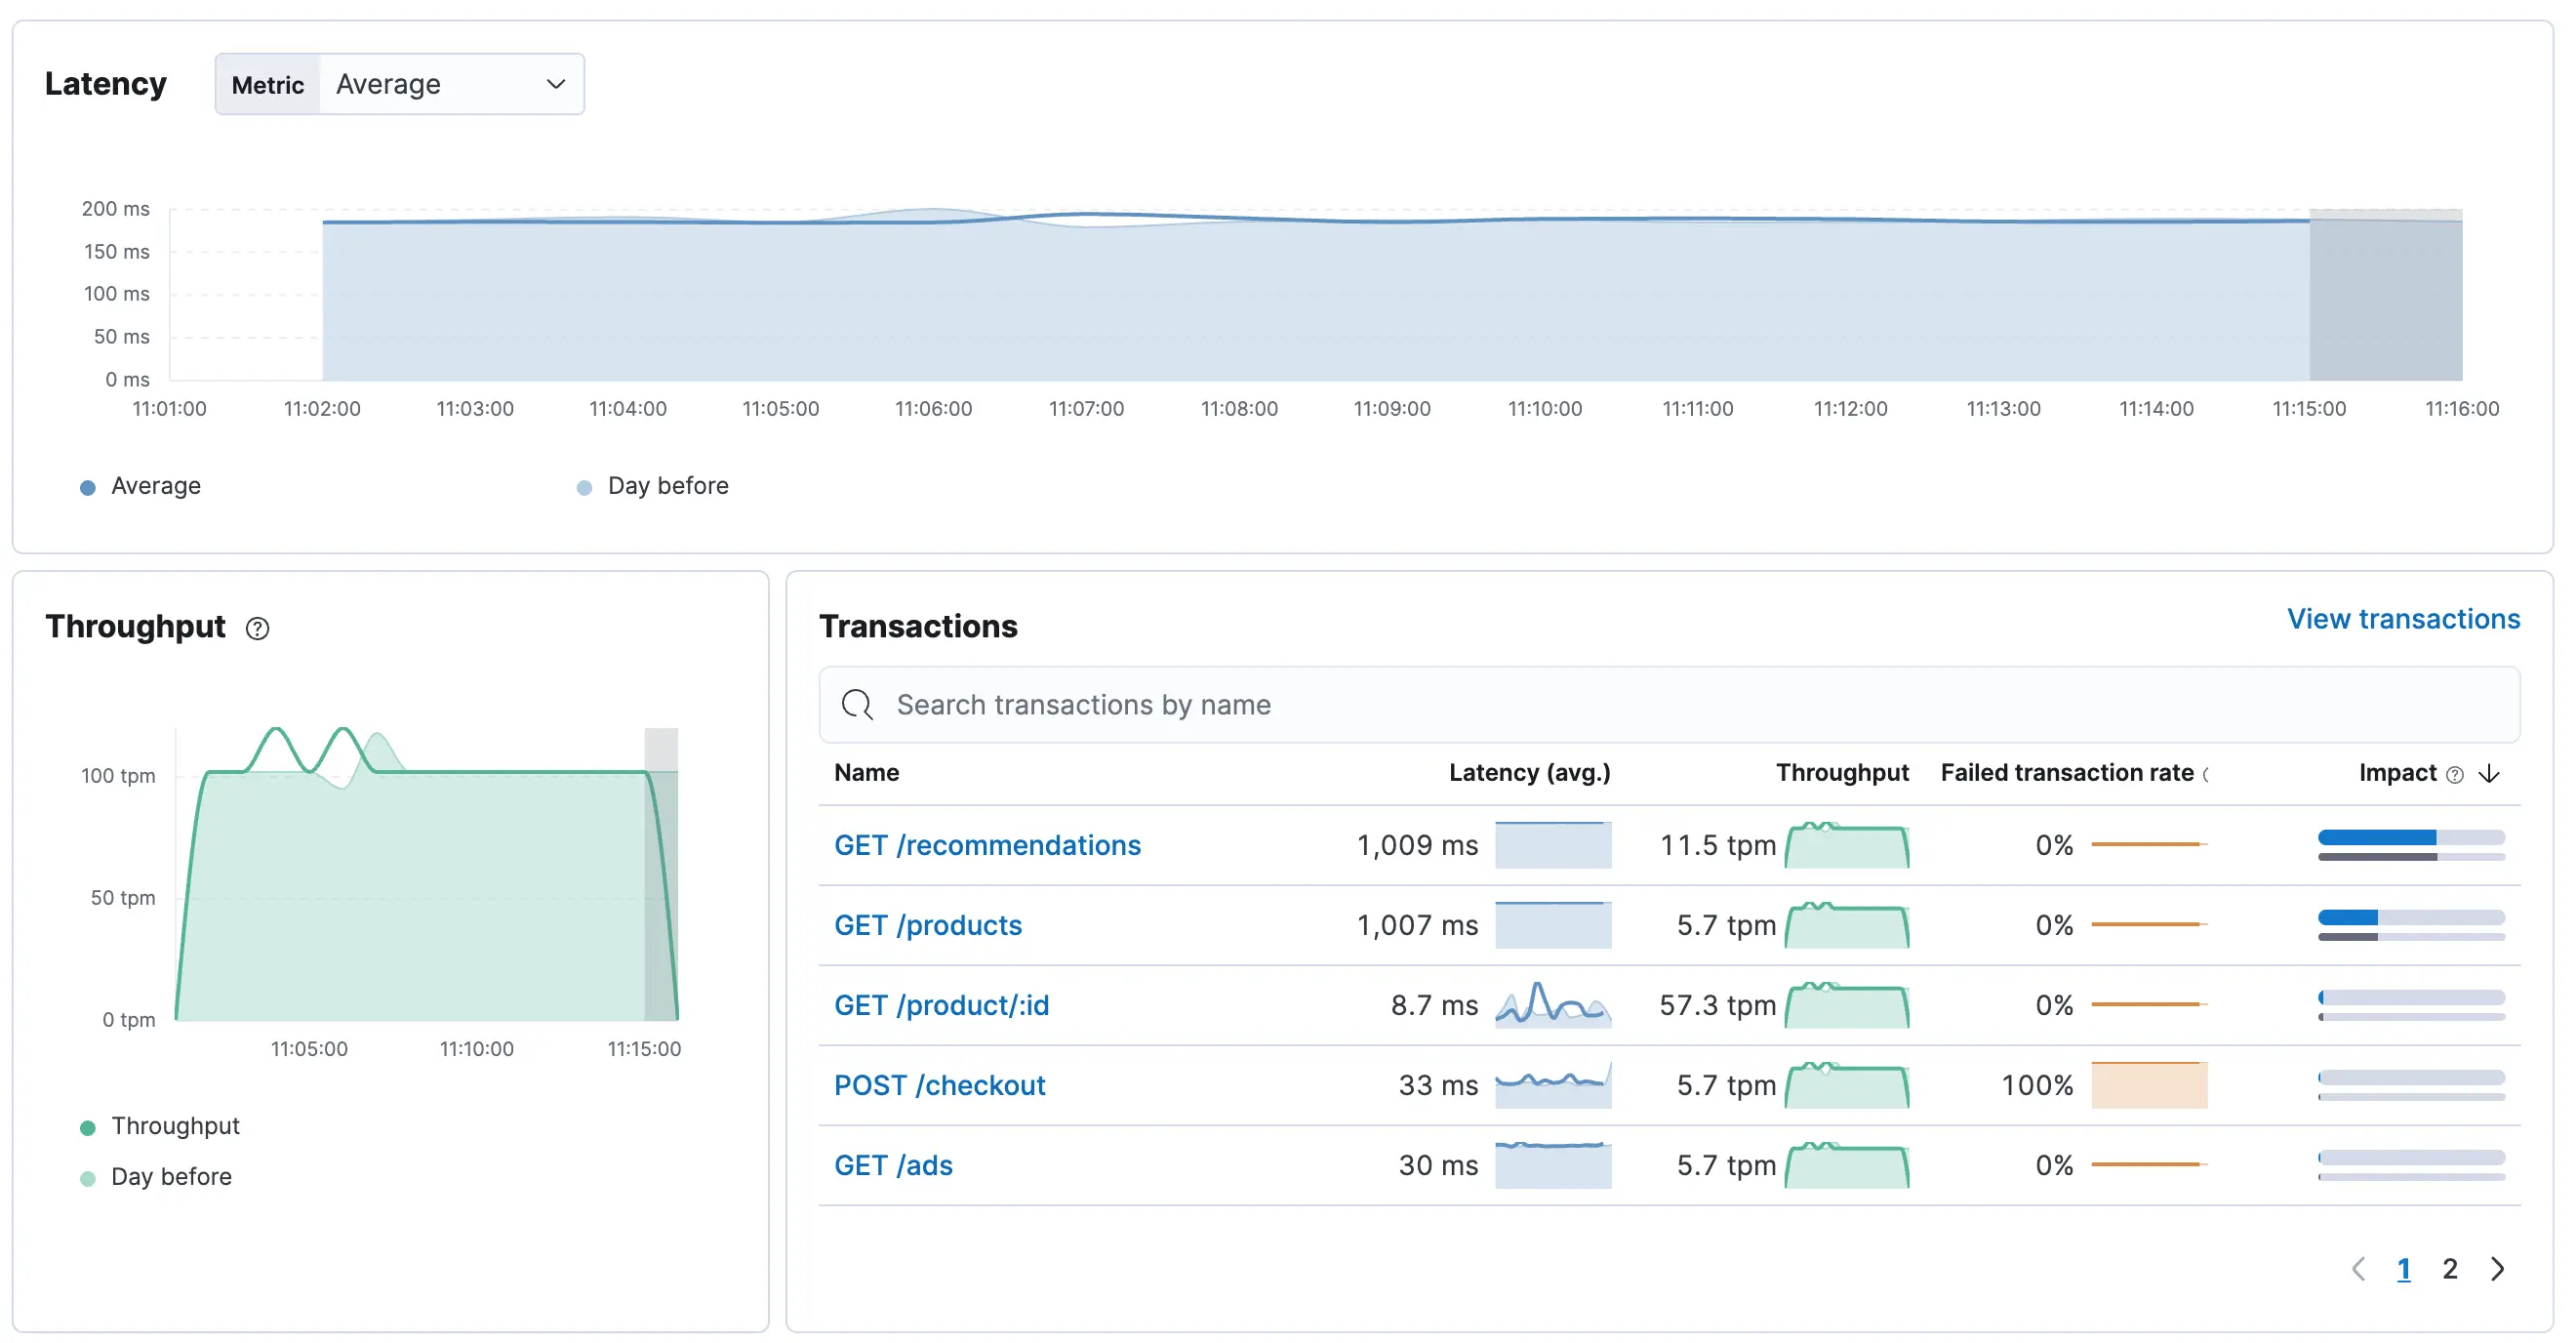 Latency
Metric Average
200 ms
150 ms
100 ms
50 ms
0 ms
11:01:00 11:02:00 11:03:00 11:04:00 11:05:00 11:06:00 11:07:00 11:08:00 11:09:00 11:10:00 11:11:00 11:12:00 11:13:00 11:14:00 11:15:00 11:16:00
Average Day before
Throughput
100 tpm
50 tpm
0 tpm
11:05:00 11:10:00 11:15:00
Throughput
Day before
Transactions View transactions
Search transactions by name
Name Latency (avg.) Throughput Failed transaction rate Impact
GET /recommendations 1,009 ms 11.5 tpm 0%
GET /products 1,007 ms 5.7 tpm 0%
GET /product/:id 8.7 ms 57.3 tpm 0%
POST /checkout 33 ms 5.7 tpm 100%
GET /ads 30 ms 5.7 tpm 0%
1 2